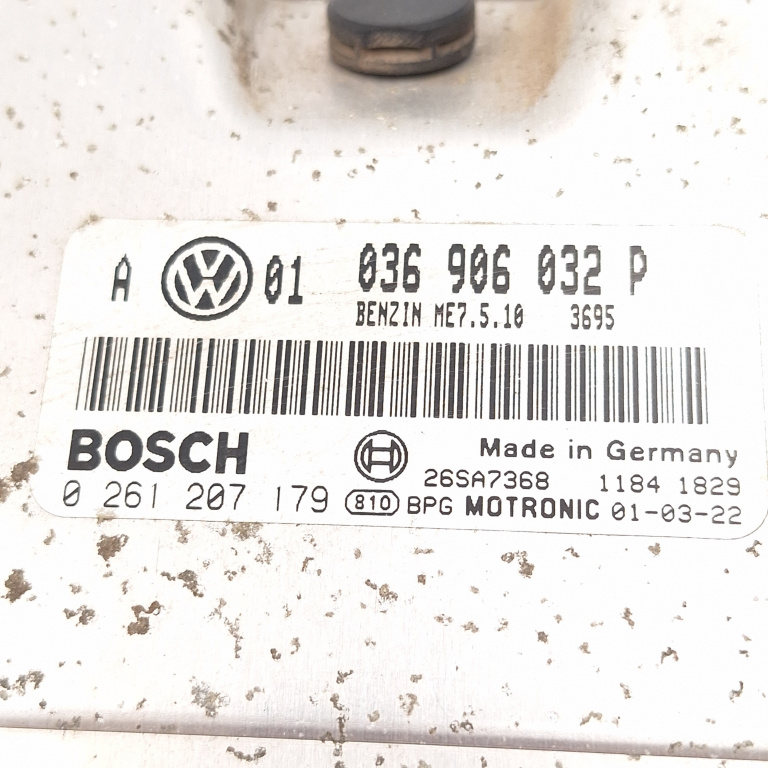 A VW 01 036 906 032 P
BENZIN ME7.5.10 3695
BOSCH Made in Germany
26SA7368 1184 1829
0 261 207 179 810 BPG MOTRONIC 01-03-22